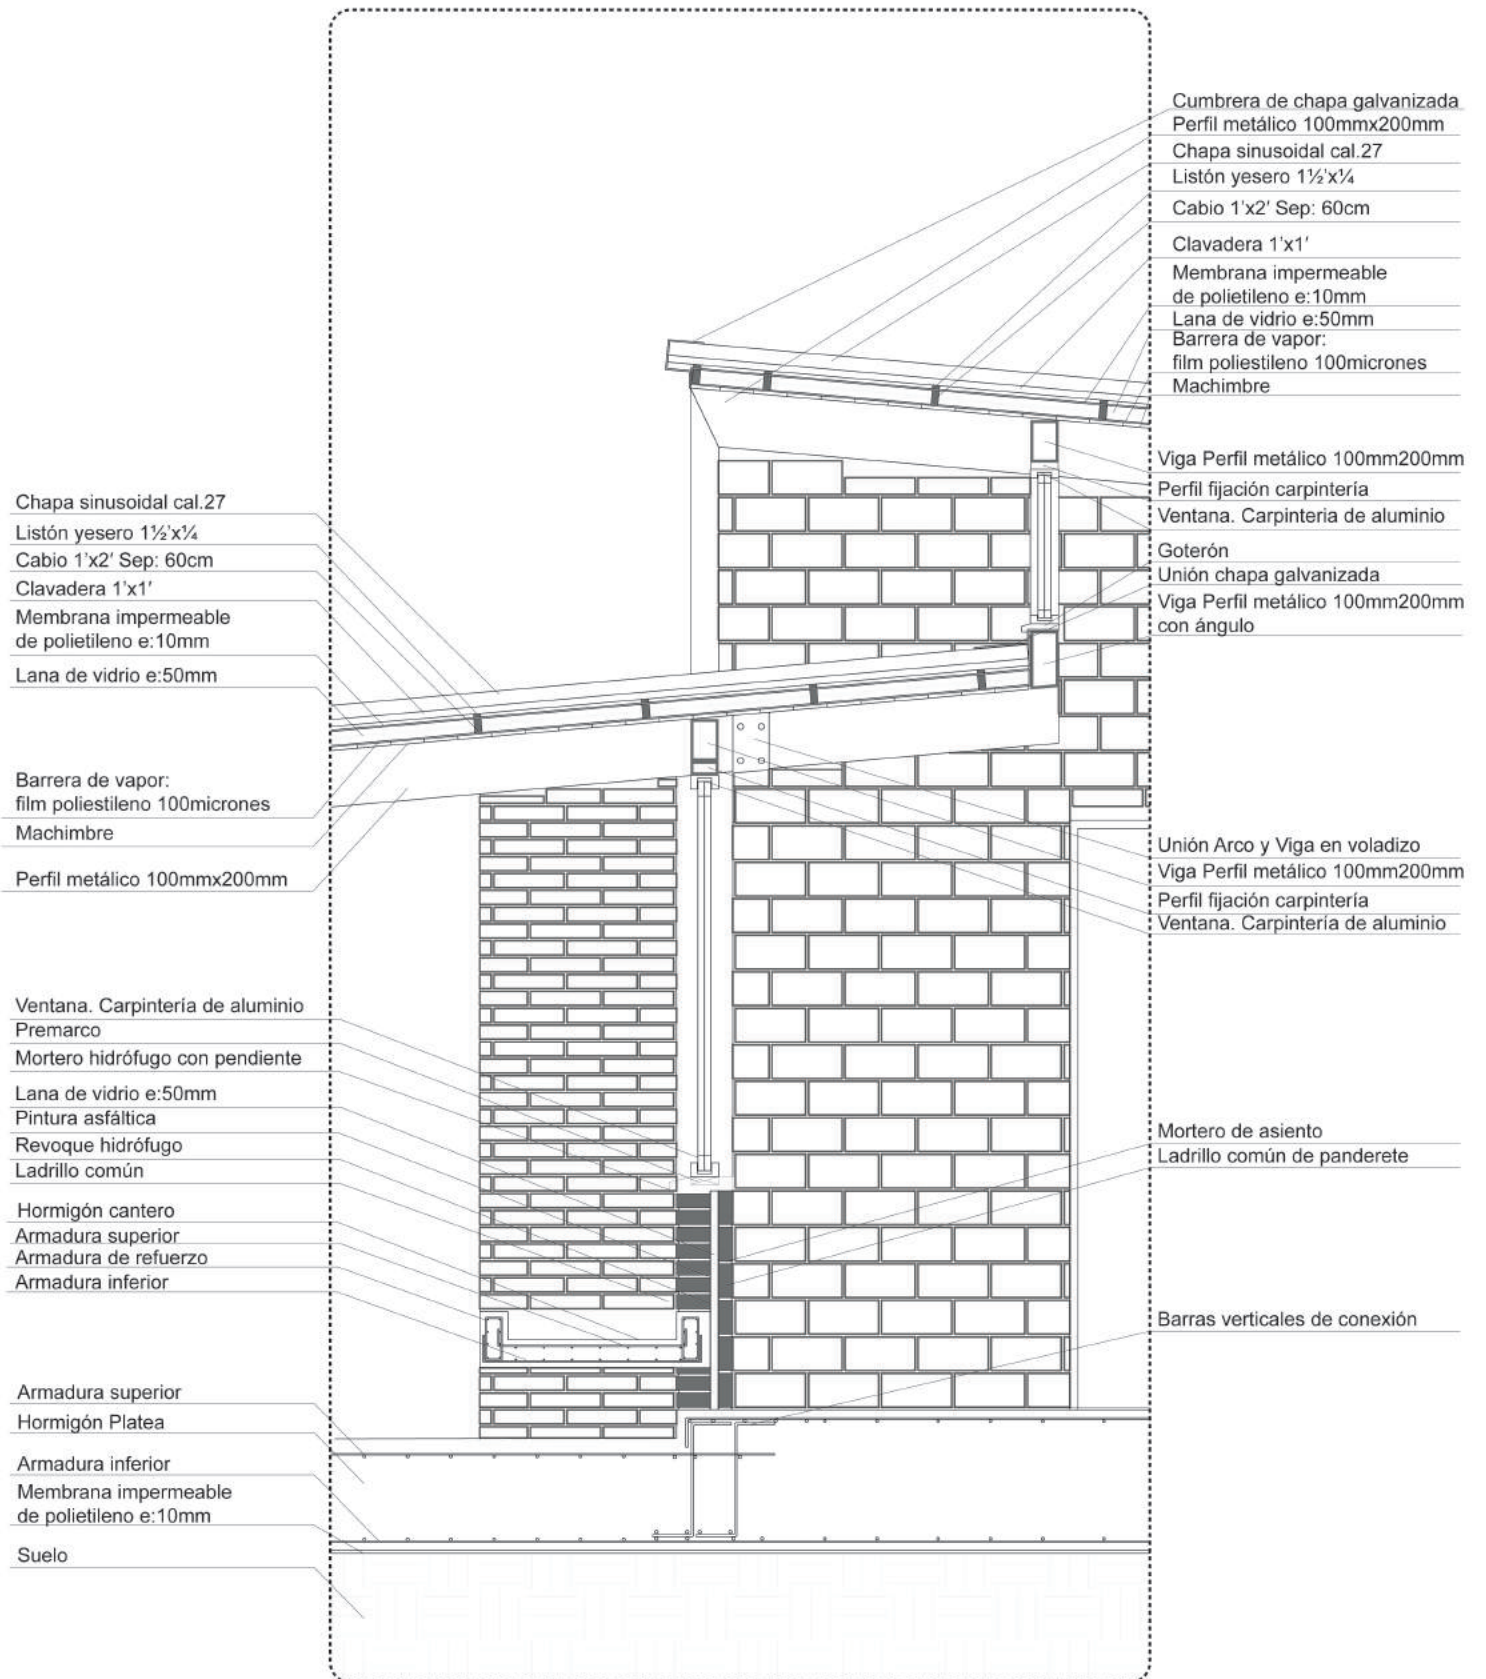 Cumbrera de chapa galvanizada
Perfil metálico 100mmx200mm
Chapa sinusoidal cal.27
Listón yesero 1½'x¼
Cabio 1'x2' Sep: 60cm
Clavadera 1'x1'
Membrana impermeable
de polietileno e:10mm
Lana de vidrio e:50mm
Barrera de vapor:
film poliestileno 100micrones
Machimbre
Viga Perfil metálico 100mm200mm
Perfil fijación carpintería
Ventana. Carpinteria de aluminio
Goterón
Unión chapa galvanizada
Viga Perfil metálico 100mm200mm
con ángulo
Unión Arco y Viga en voladizo
Viga Perfil metálico 100mm200mm
Perfil fijación carpintería
Ventana. Carpintería de aluminio
Mortero de asiento
Ladrillo común de panderete
Barras verticales de conexión
Chapa sinusoidal cal.27
Listón yesero 1½'x¼
Cabio 1'x2' Sep: 60cm
Clavadera 1'x1'
Membrana impermeable
de polietileno e:10mm
Lana de vidrio e:50mm
Barrera de vapor:
film poliestileno 100micrones
Machimbre
Perfil metálico 100mmx200mm
Ventana. Carpintería de aluminio
Premarco
Mortero hidrófugo con pendiente
Lana de vidrio e:50mm
Pintura asfáltica
Revoque hidrófugo
Ladrillo común
Hormigón cantero
Armadura superior
Armadura de refuerzo
Armadura inferior
Armadura superior
Hormigón Platea
Armadura inferior
Membrana impermeable
de polietileno e:10mm
Suelo